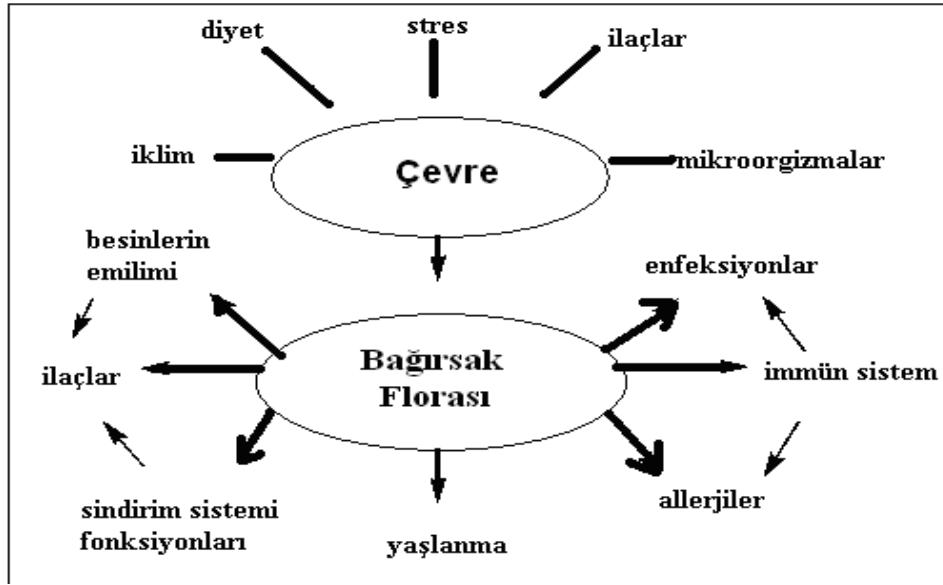 diyet
stres
ilaçlar
iklim
Çevre
mikroorgizmalar
besinlerin
emilimi
enfeksiyonlar
ilaçlar
Bağırsak
Florası
immün sistem
sindirim sistemi
fonksiyonları
yaşlanma
allerjiler